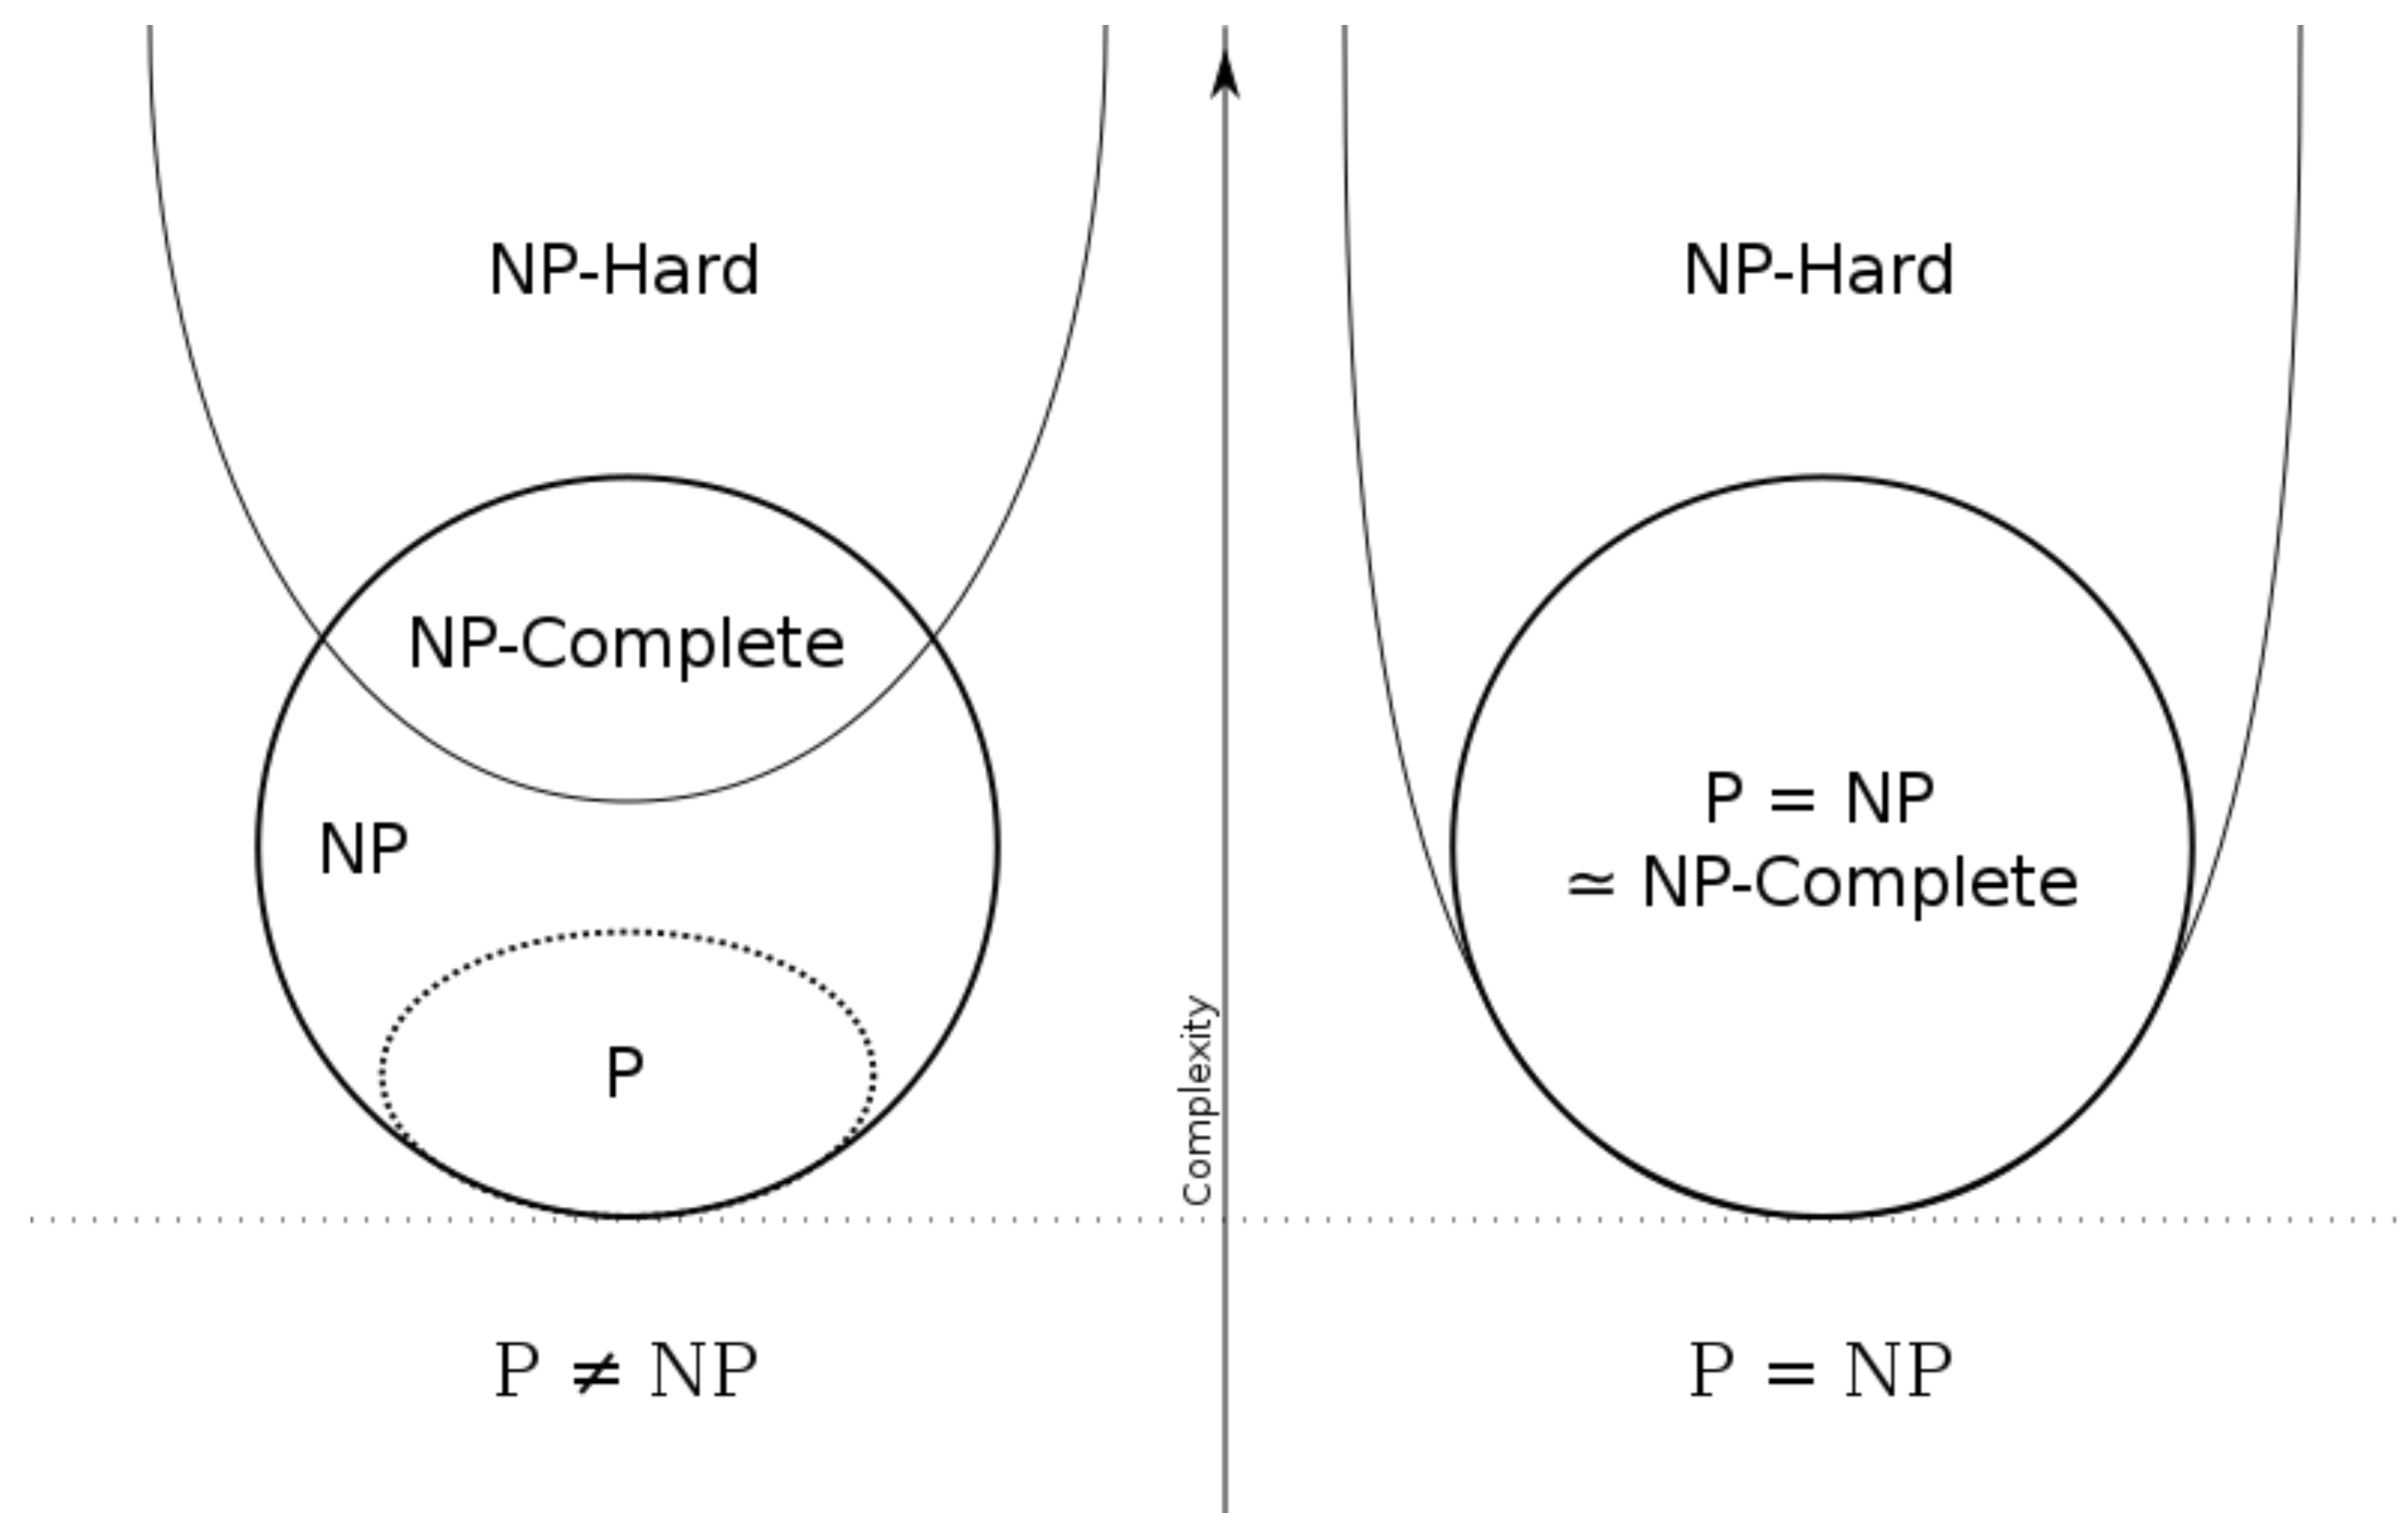 NP-Hard
NP-Complete
NP
P
P ≠ NP
Complexity
NP-Hard
P = NP
≃ NP-Complete
P = NP